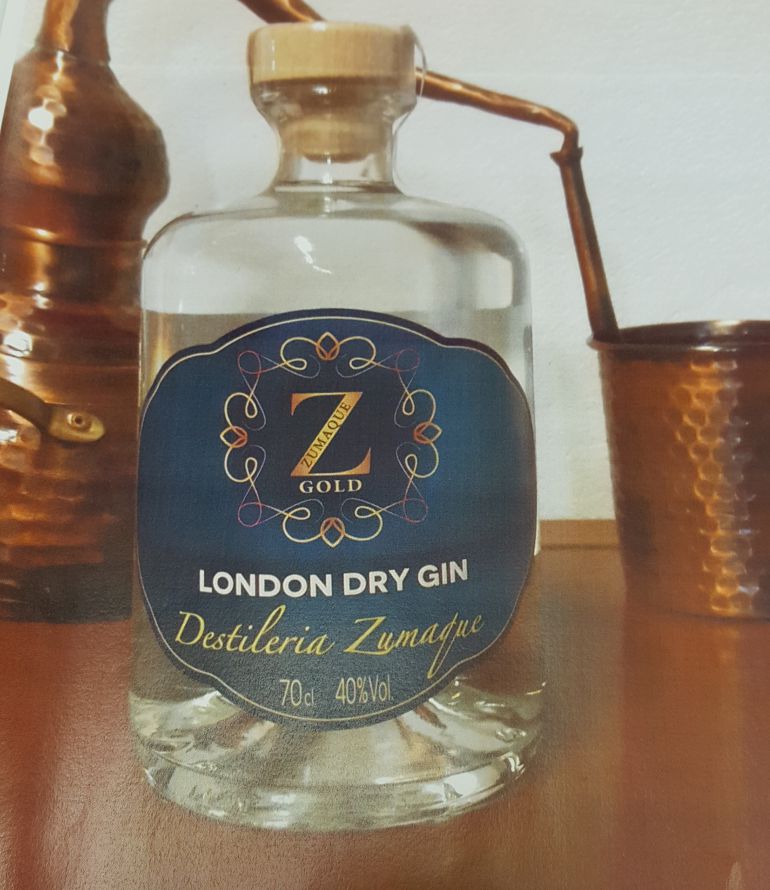 Z
ZUMAQUE
GOLD
LONDON DRY GIN
Destileria Zumaque
70cl 40%Vol.